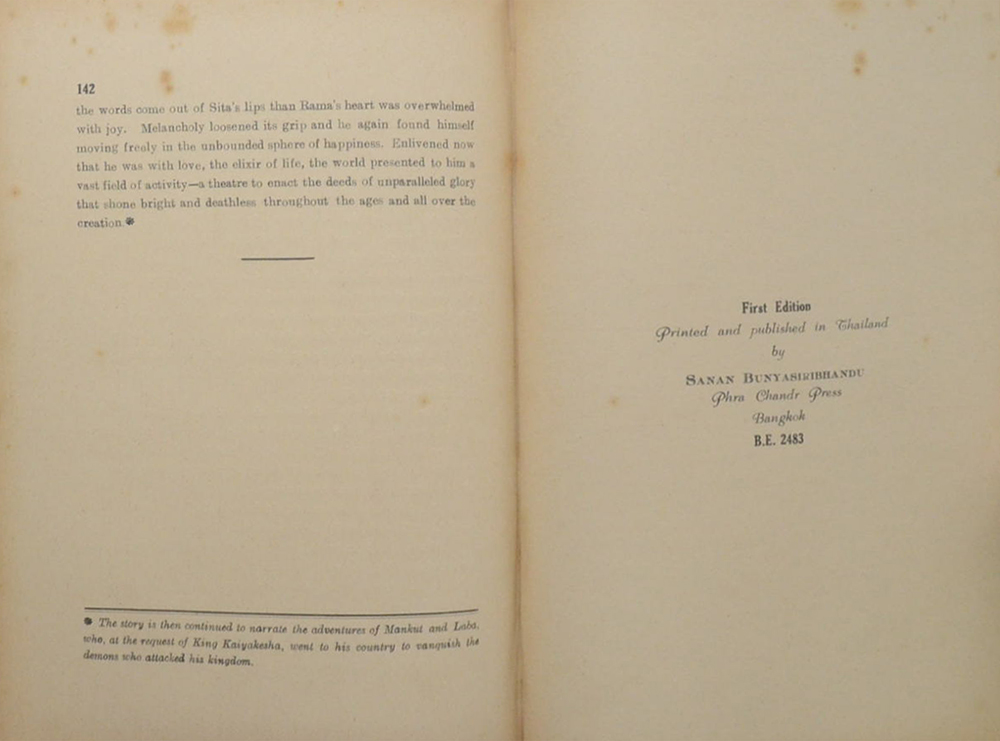 142
the words come out of Sita's lips than Rama's heart was overwhelmed
with joy. Melancholy loosened its grip and he again found himself
moving freely in the unbounded sphere of happiness. Enlivened now
that he was with love, the elixir of life, the world presented to him a
vast field of activity—a theatre to enact the deeds of unparalleled glory
that shone bright and deathless throughout the ages and all over the
creation.*
* The story is then continued to narrate the adventures of Mankut and Loba,
who, at the request of King Kaiyakesha, went to his country to vanquish the
demons who attacked his kingdom.
First Edition
Printed and published in Thailand
by
SANAN BUNYASIRIBHANDU
Phra Chandr Press
Bangkok
B.E. 2483